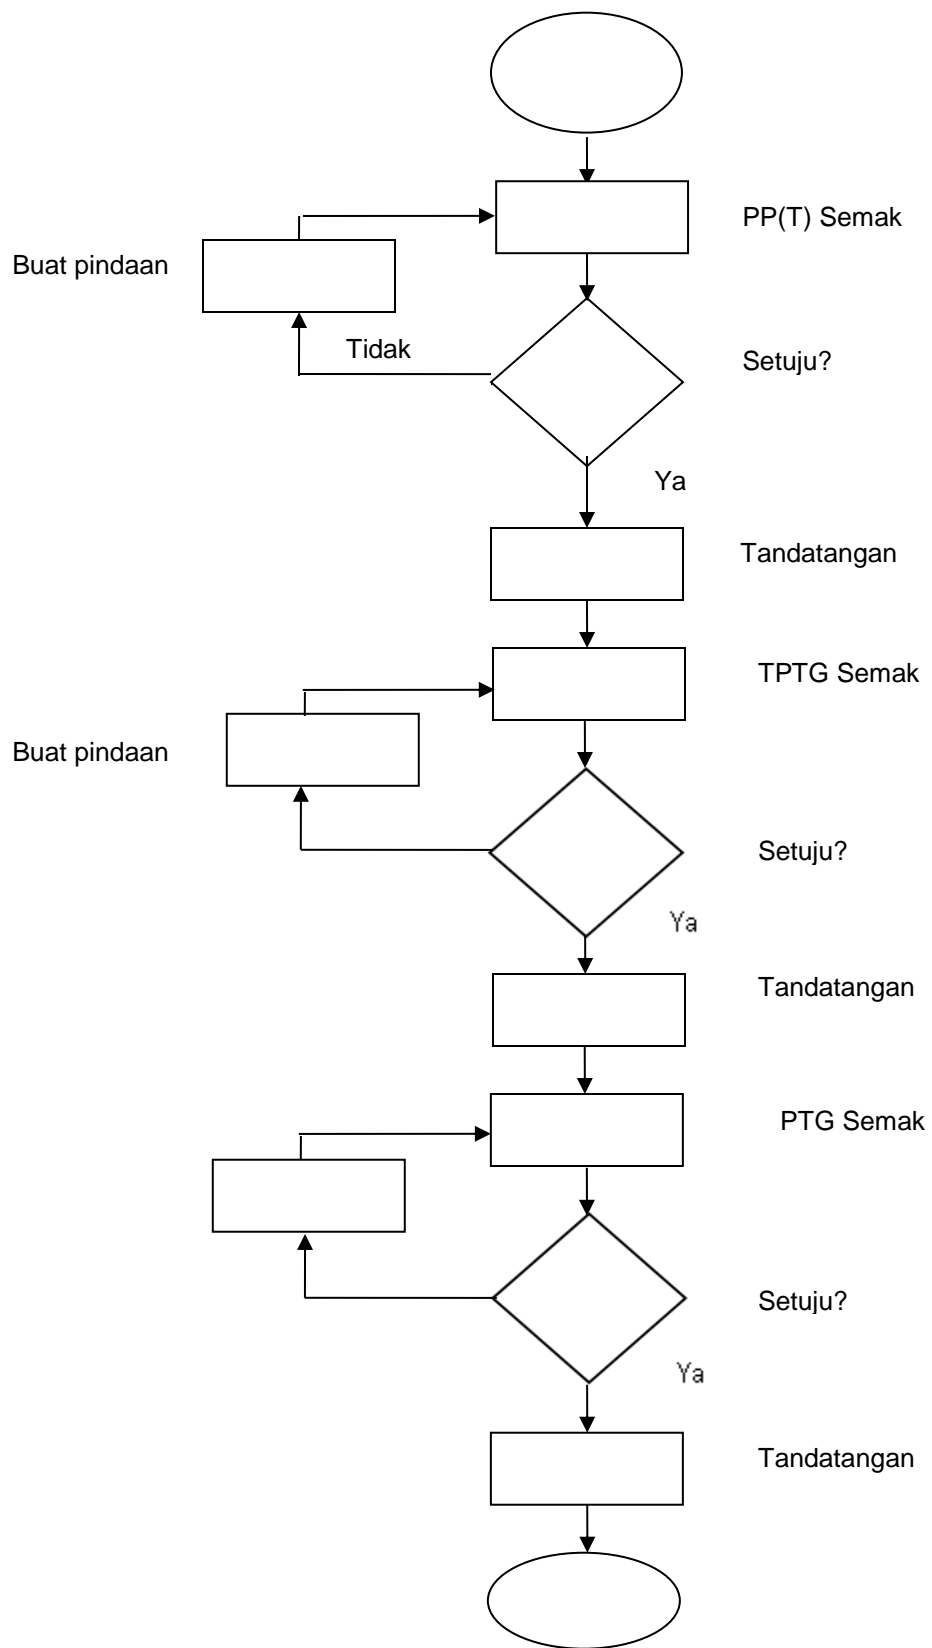 PP(T) Semak
Buat pindaan
Tidak
Setuju?
Ya
Tandatangan
TPTG Semak
Buat pindaan
Setuju?
Ya
Tandatangan
PTG Semak
Setuju?
Ya
Tandatangan